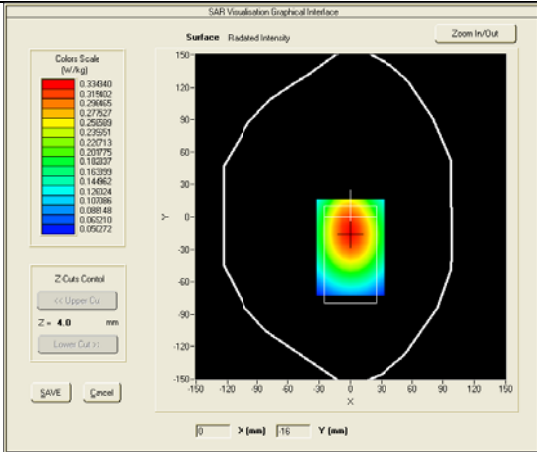 SAR Visualisation Graphical Interface
Surface Radiated Intensity
Zoom In/Out
Colors Scale
(W/kg)
0.334340
0.315402
0.296465
0.277527
0.258589
0.239651
0.220713
0.201775
0.182837
0.163899
0.144962
0.126024
0.107086
0.088148
0.069210
0.050272
Z-Cuts Contol
<< Upper Cu
Z = 4.0 mm
Lower Cut >:
SAVE
Cancel
150
120
90
60
30
0
-30
-60
-90
-120
-150
Y
-150 -120 -90 -60 -30 0 30 60 90 120 150
X
0 X (mm) -16 Y (mm)